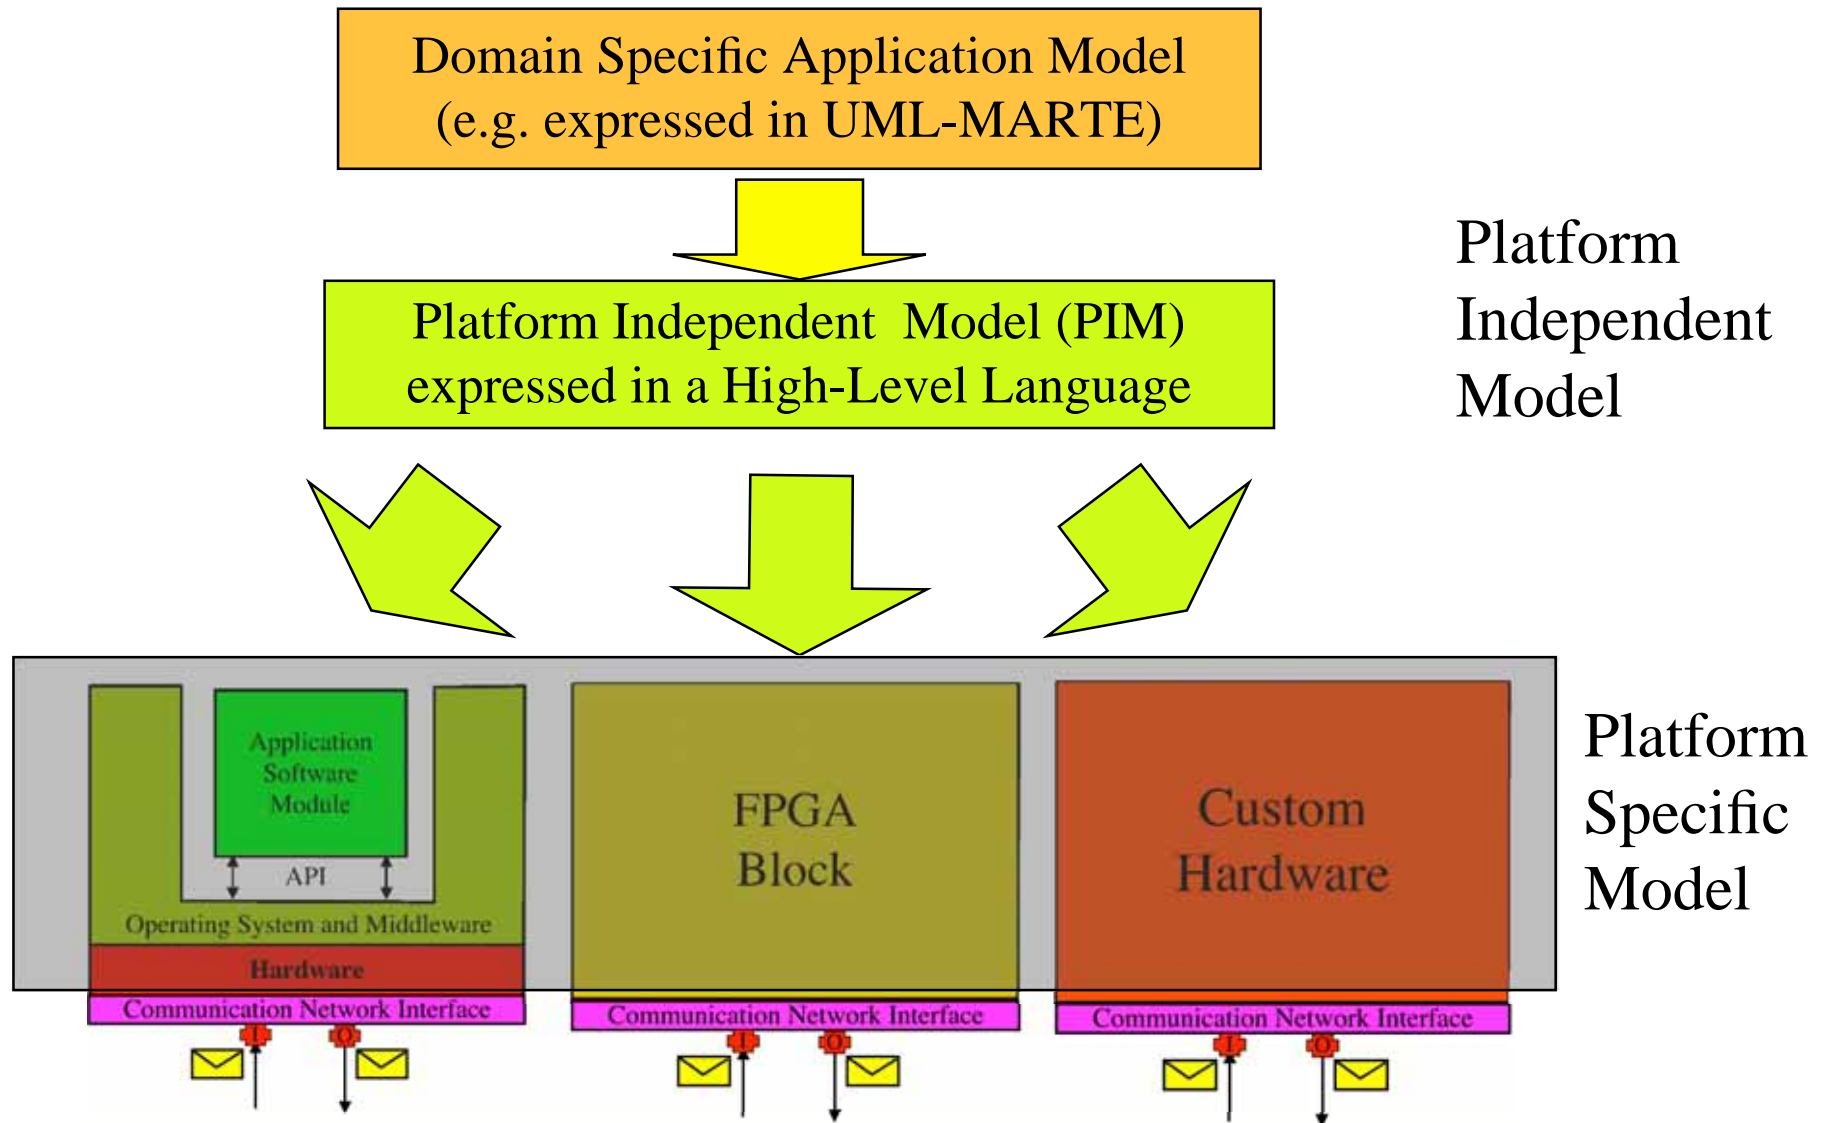 Domain Specific Application Model
(e.g. expressed in UML-MARTE)
Platform Independent Model (PIM)
expressed in a High-Level Language
Platform
Independent
Model
Application
Software
Module
API
Operating System and Middleware
Hardware
Communication Network Interface
I O
FPGA
Block
Communication Network Interface
I O
Custom
Hardware
Communication Network Interface
I O
Platform
Specific
Model